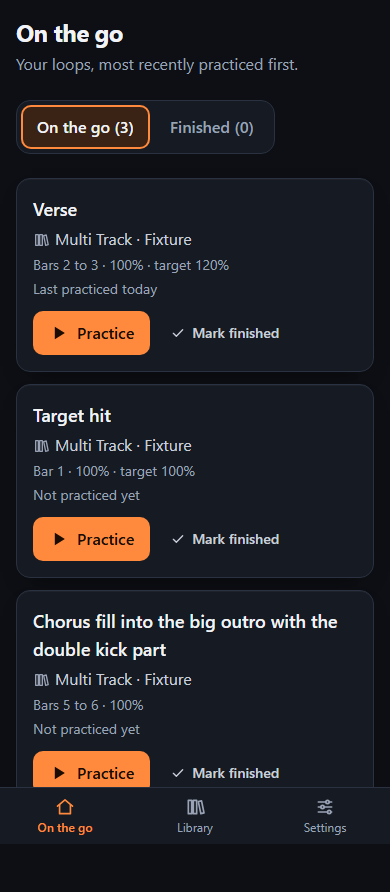 On the go
Your loops, most recently practiced first.
On the go (3)
Finished (0)
Verse
Multi Track · Fixture
Bars 2 to 3 · 100% · target 120%
Last practiced today
Practice
Mark finished
Target hit
Multi Track · Fixture
Bar 1 · 100% · target 100%
Not practiced yet
Practice
Mark finished
Chorus fill into the big outro with the
double kick part
Multi Track · Fixture
Bars 5 to 6 · 100%
Not practiced yet
Practice
Mark finished
On the go
Library
Settings